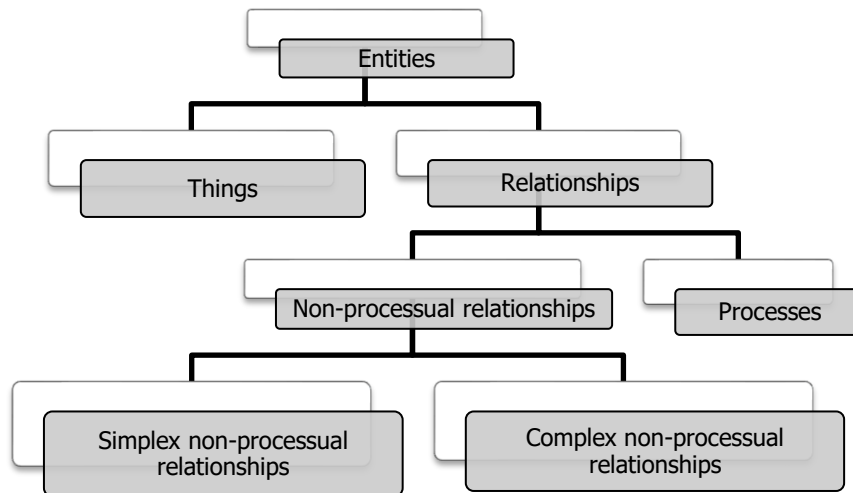 Entities
Things
Relationships
Non-processual relationships
Processes
Simplex non-processual
relationships
Complex non-processual
relationships